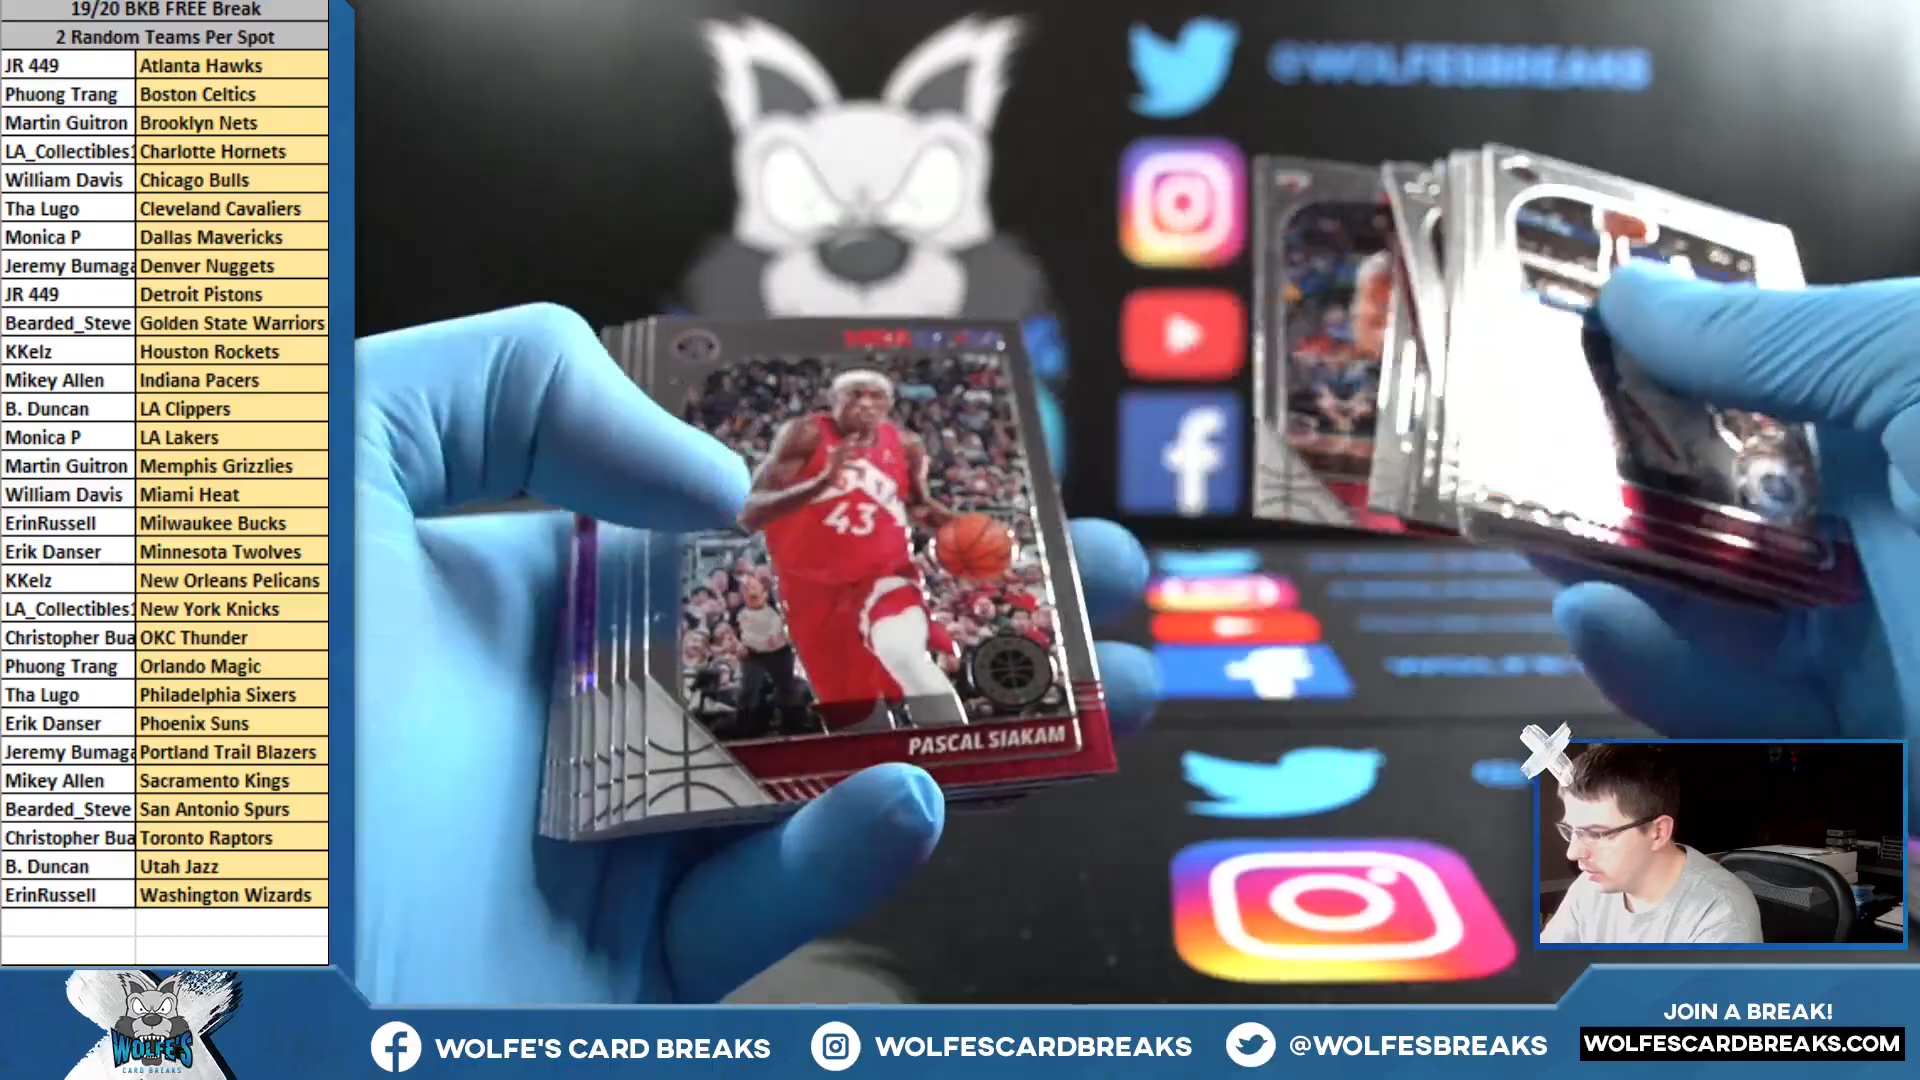 19/20 BKB FREE Break
2 Random Teams Per Spot
JR 449 Atlanta Hawks
Phuong Trang Boston Celtics
Martin Guitron Brooklyn Nets
LA_Collectibles1 Charlotte Hornets
William Davis Chicago Bulls
Tha Lugo Cleveland Cavaliers
Monica P Dallas Mavericks
Jeremy Bumaga Denver Nuggets
JR 449 Detroit Pistons
Bearded_Steve Golden State Warriors
KKelz Houston Rockets
Mikey Allen Indiana Pacers
B. Duncan LA Clippers
Monica P LA Lakers
Martin Guitron Memphis Grizzlies
William Davis Miami Heat
ErinRussell Milwaukee Bucks
Erik Danser Minnesota Twolves
KKelz New Orleans Pelicans
LA_Collectibles1 New York Knicks
Christopher Bua OKC Thunder
Phuong Trang Orlando Magic
Tha Lugo Philadelphia Sixers
Erik Danser Phoenix Suns
Jeremy Bumaga Portland Trail Blazers
Mikey Allen Sacramento Kings
Bearded_Steve San Antonio Spurs
Christopher Bua Toronto Raptors
B. Duncan Utah Jazz
ErinRussell Washington Wizards
@WOLFESBREAKS
43
PASCAL SIAKAM
WOLFE'S
CARD BREAKS
WOLFE'S CARD BREAKS
WOLFESCARDBREAKS
@WOLFESBREAKS
JOIN A BREAK!
WOLFESCARDBREAKS.COM